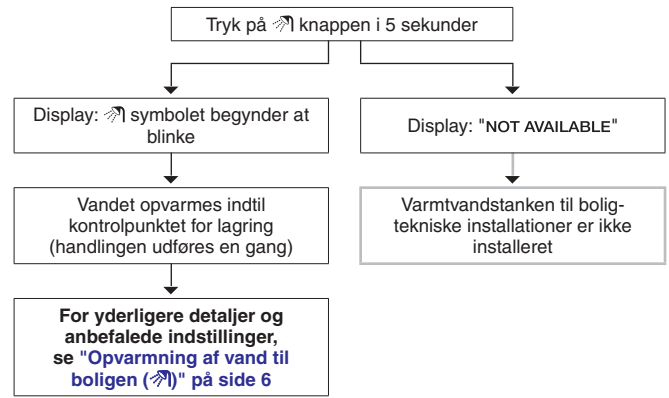 Tryk på knappen i 5 sekunder
Display: symbolet begynder at
blinke
Display: "NOT AVAILABLE"
Vandet opvarmes indtil
kontrolpunktet for lagring
(handlingen udføres en gang)
Varmtvandstanken til bolig-
tekniske installationer er ikke
installeret
For yderligere detaljer og
anbefalede indstillinger,
se "Opvarmning af vand til
boligen ()" på side 6